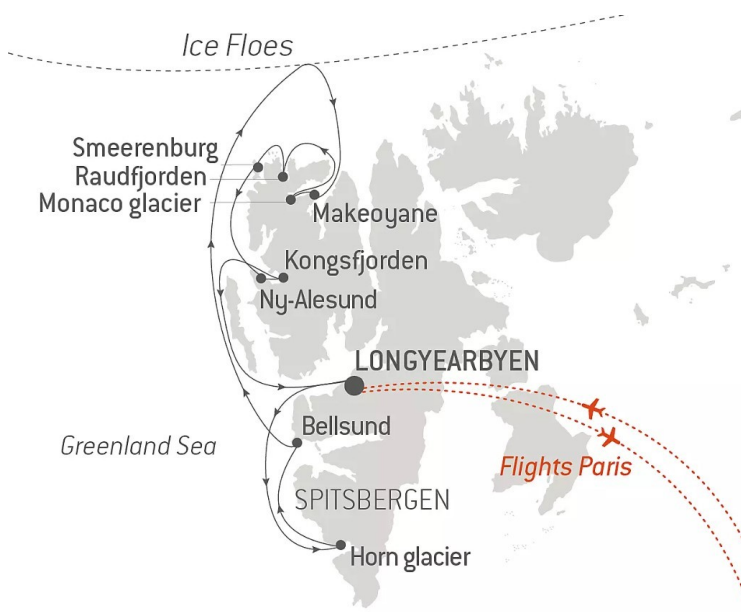 Ice Floes
Smeerenburg
Raudfjorden
Monaco glacier
Makeoyane
Kongsfjorden
Ny-Alesund
LONGYEARBYEN
Bellsund
Greenland Sea
Flights Paris
SPITSBERGEN
Horn glacier